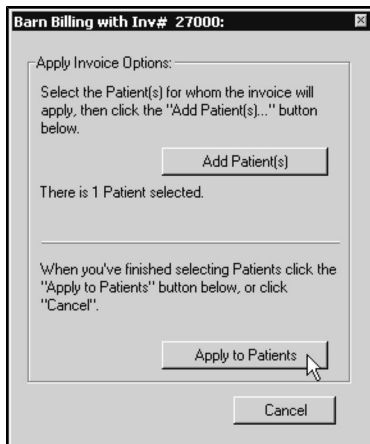 Barn Billing with Inv# 27000:
Apply Invoice Options:
Select the Patient(s) for whom the invoice will
apply, then click the "Add Patient(s)..." button
below.
Add Patient(s)
There is 1 Patient selected.
When you've finished selecting Patients click the
"Apply to Patients" button below, or click
"Cancel".
Apply to Patients
Cancel